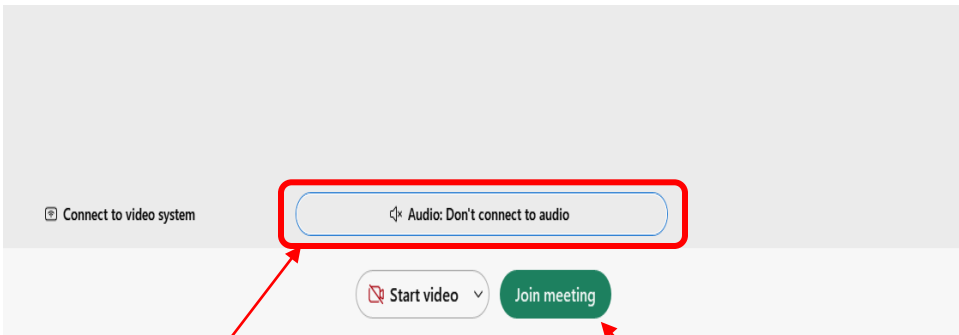 Connect to video system
Audio: Don't connect to audio
Start video
Join meeting